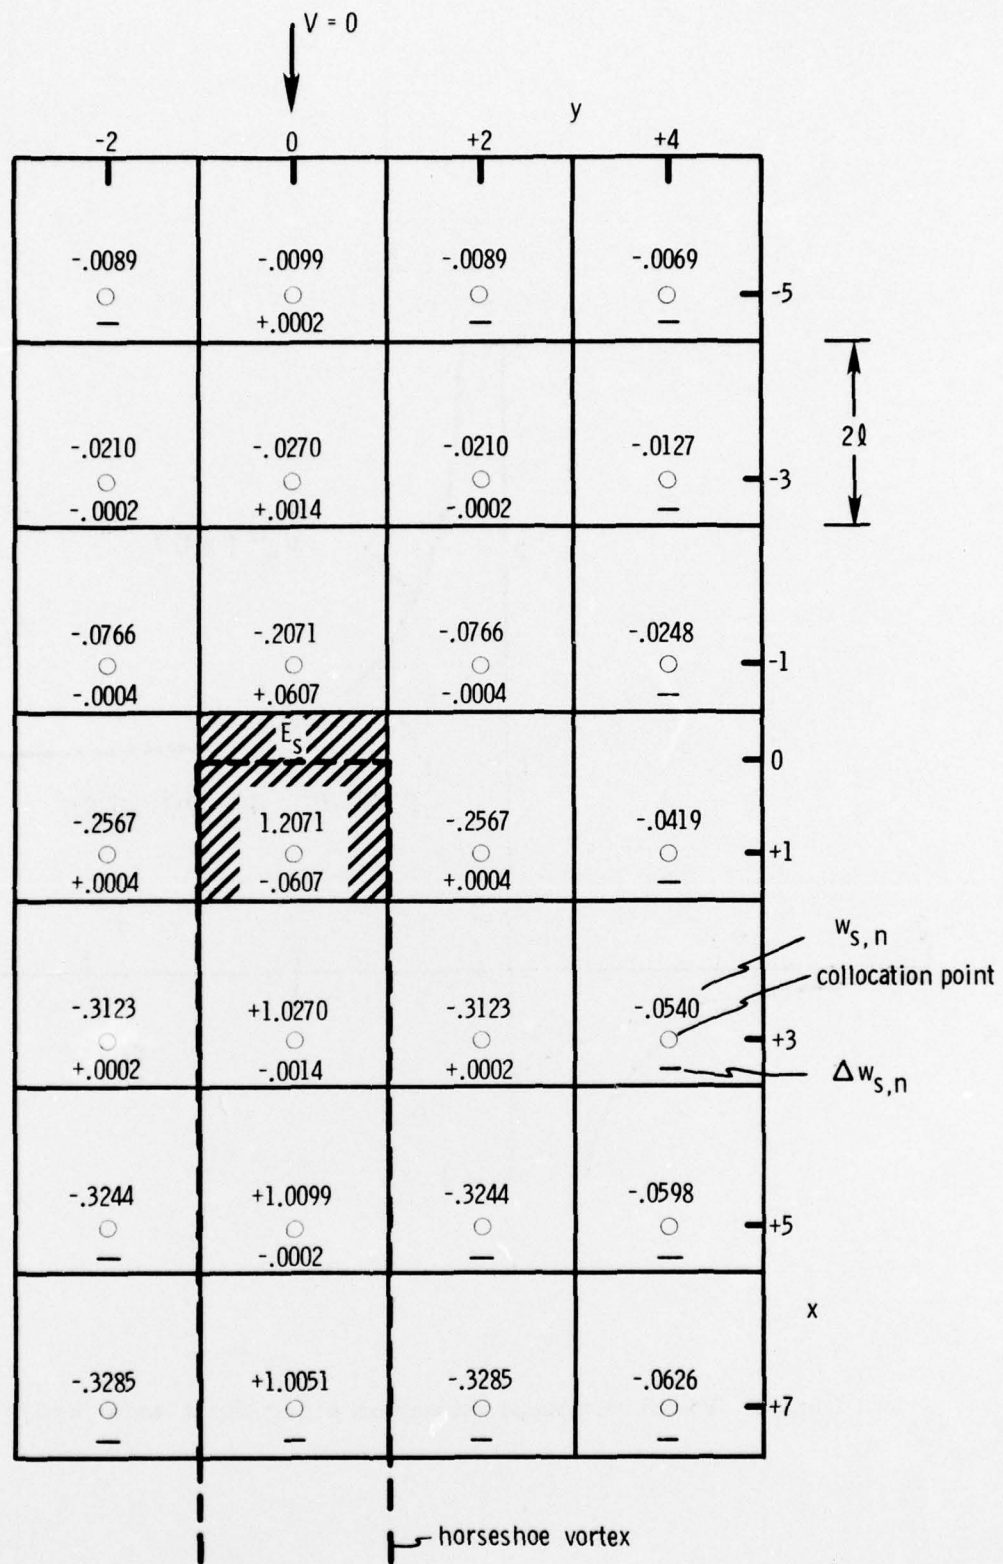 V = 0
y
-2 0 +2 +4
-.0089 -.0099 -.0089 -.0069
-5
— +.0002 — —
-.0210 -.0270 -.0210 -.0127
2ℓ
-3
-.0002 +.0014 -.0002 —
-.0766 -.2071 -.0766 -.0248
-1
-.0004 +.0607 -.0004 —
E_s
0
-.2567 1.2071 -.2567 -.0419
+1
+.0004 -.0607 +.0004 —
w_s,n
collocation point
-.3123 +1.0270 -.3123 -.0540
+3
+.0002 -.0014 +.0002 —
Δw_s,n
-.3244 +1.0099 -.3244 -.0598
+5
— -.0002 — —
x
-.3285 +1.0051 -.3285 -.0626
+7
— — — —
horseshoe vortex